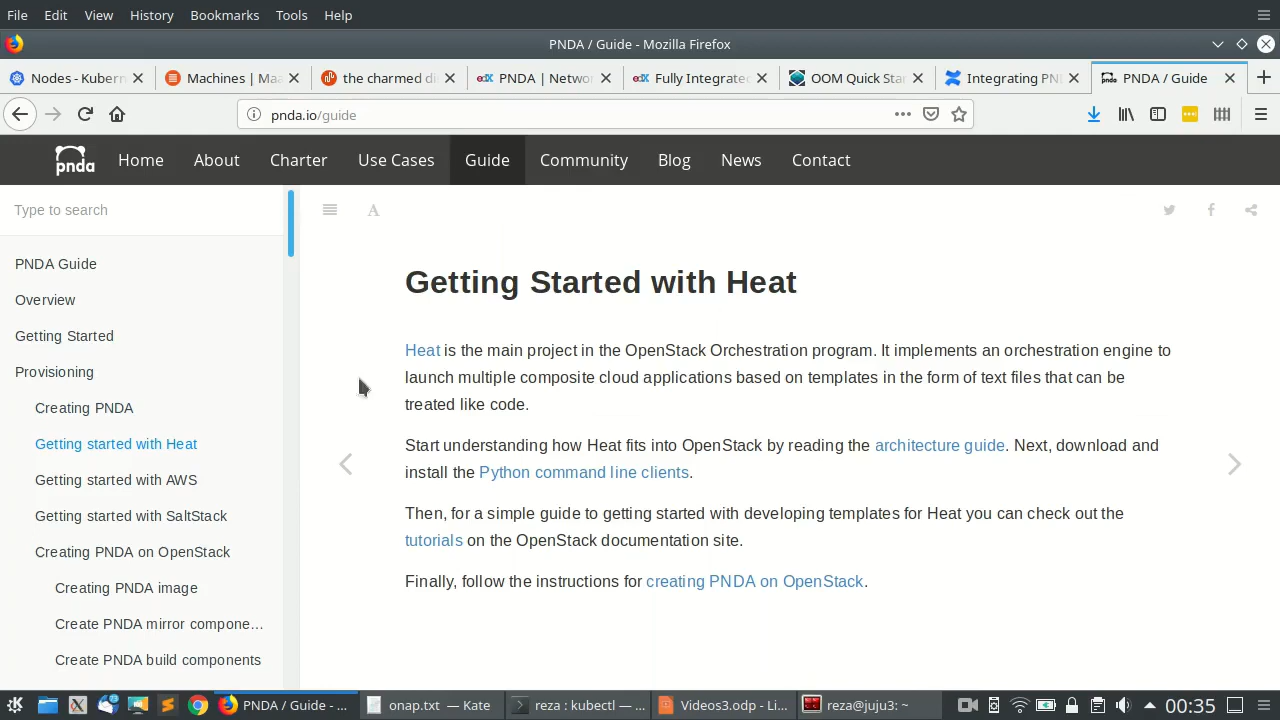 File Edit View History Bookmarks Tools Help
PNDA / Guide - Mozilla Firefox
Nodes - Kubern
Machines | Maa
the charmed di
edX PNDA | Netwo
edX Fully Integrate
OOM Quick Sta
Integrating PN
pnda PNDA / Guide
pnda.io/guide
pnda Home About Charter Use Cases Guide Community Blog News Contact
Type to search
A
PNDA Guide
Overview
Getting Started
Provisioning
Creating PNDA
Getting started with Heat
Getting started with AWS
Getting started with SaltStack
Creating PNDA on OpenStack
Creating PNDA image
Create PNDA mirror compone...
Create PNDA build components
Getting Started with Heat
Heat is the main project in the OpenStack Orchestration program. It implements an orchestration engine to
launch multiple composite cloud applications based on templates in the form of text files that can be
treated like code.
Start understanding how Heat fits into OpenStack by reading the architecture guide. Next, download and
install the Python command line clients.
Then, for a simple guide to getting started with developing templates for Heat you can check out the
tutorials on the OpenStack documentation site.
Finally, follow the instructions for creating PNDA on OpenStack.
PNDA / Guide - ...
onap.txt — Kate
reza : kubectl — ...
Videos3.odp - Li...
reza@juju3: ~
00:35